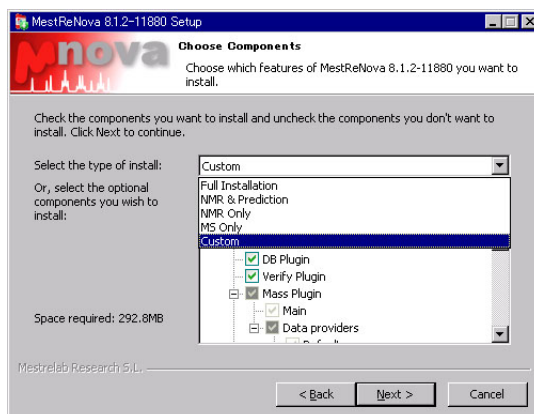 MestReNova 8.1.2-11880 Setup
Mnova
Choose Components
Choose which features of MestReNova 8.1.2-11880 you want to
install.
Check the components you want to install and uncheck the components you don't want to
install. Click Next to continue.
Select the type of install:
Custom
Or, select the optional
components you wish to
install:
Full Installation
NMR & Prediction
NMR Only
MS Only
Custom
DB Plugin
Verify Plugin
Mass Plugin
Main
Data providers
Space required: 292.8MB
Mestrelab Research S.L.
< Back
Next >
Cancel